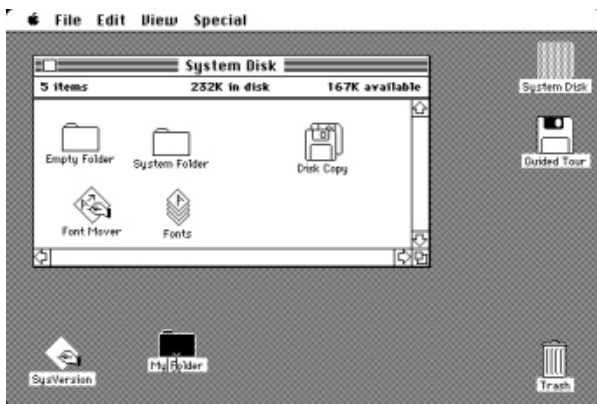 File Edit View Special
System Disk
5 items 232K in disk 167K available
System Disk
Empty Folder System Folder Disk Copy
Guided Tour
Font Mover Fonts
SysVersion My Folder Trash